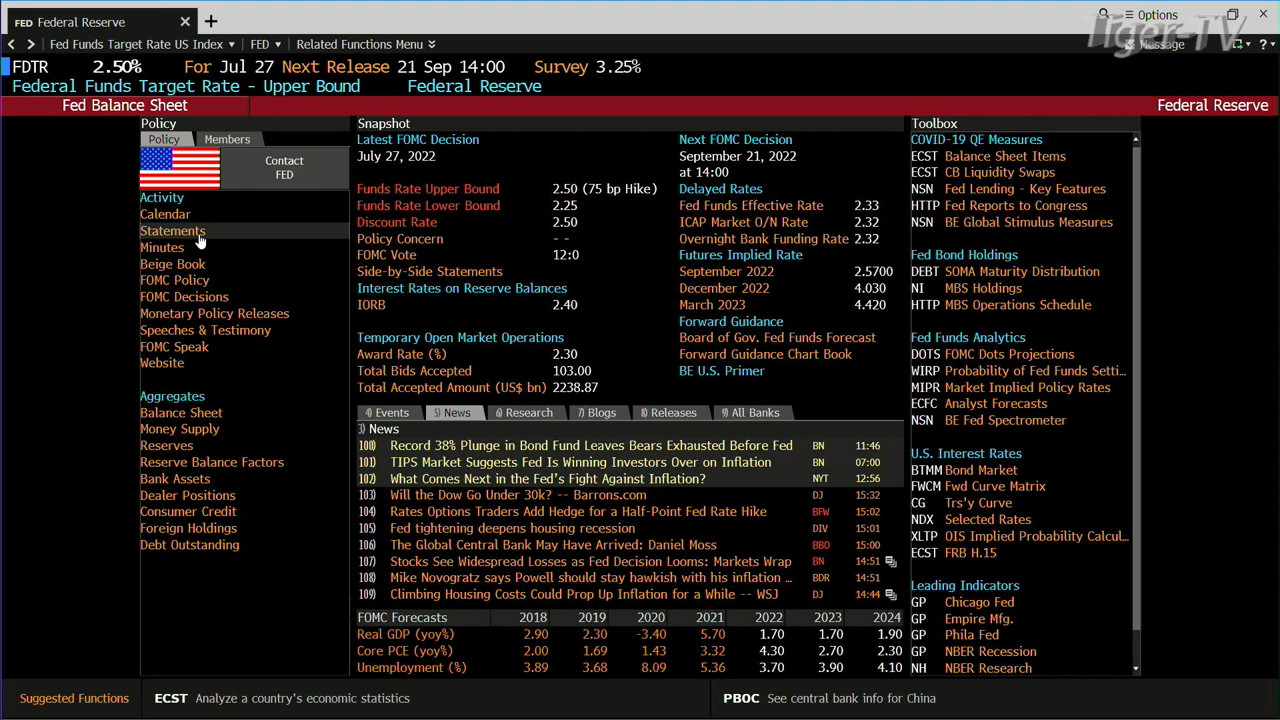 FED Federal Reserve
Options
Fed Funds Target Rate US Index FED Related Functions Menu Message
Tiger-TV
FDTR 2.50% For Jul 27 Next Release 21 Sep 14:00 Survey 3.25%
Federal Funds Target Rate - Upper Bound Federal Reserve
Fed Balance Sheet Federal Reserve
Policy
Policy Members
Contact
FED
Activity
Calendar
Statements
Minutes
Beige Book
FOMC Policy
FOMC Decisions
Monetary Policy Releases
Speeches & Testimony
FOMC Speak
Website
Aggregates
Balance Sheet
Money Supply
Reserves
Reserve Balance Factors
Bank Assets
Dealer Positions
Consumer Credit
Foreign Holdings
Debt Outstanding
Snapshot
Latest FOMC Decision
July 27, 2022
Funds Rate Upper Bound 2.50 (75 bp Hike)
Funds Rate Lower Bound 2.25
Discount Rate 2.50
Policy Concern - -
FOMC Vote 12:0
Side-by-Side Statements
Interest Rates on Reserve Balances
IORB 2.40
Temporary Open Market Operations
Award Rate (%) 2.30
Total Bids Accepted 103.00
Total Accepted Amount (US$ bn) 2238.87
Next FOMC Decision
September 21, 2022
at 14:00
Delayed Rates
Fed Funds Effective Rate 2.33
ICAP Market O/N Rate 2.32
Overnight Bank Funding Rate 2.32
Futures Implied Rate
September 2022 2.5700
December 2022 4.030
March 2023 4.420
Forward Guidance
Board of Gov. Fed Funds Forecast
Forward Guidance Chart Book
BE U.S. Primer
4) Events 5) News 6) Research 7) Blogs 8) Releases 9) All Banks
3) News
100) Record 38% Plunge in Bond Fund Leaves Bears Exhausted Before Fed BN 11:46
101) TIPS Market Suggests Fed Is Winning Investors Over on Inflation BN 07:00
102) What Comes Next in the Fed's Fight Against Inflation? NYT 12:56
103) Will the Dow Go Under 30k? -- Barrons.com DJ 15:32
104) Rates Options Traders Add Hedge for a Half-Point Fed Rate Hike BFW 15:02
105) Fed tightening deepens housing recession DIV 15:01
106) The Global Central Bank May Have Arrived: Daniel Moss BBO 15:00
107) Stocks See Widespread Losses as Fed Decision Looms: Markets Wrap BN 14:51
108) Mike Novogratz says Powell should stay hawkish with his inflation ... BDR 14:51
109) Climbing Housing Costs Could Prop Up Inflation for a While -- WSJ DJ 14:44
FOMC Forecasts 2018 2019 2020 2021 2022 2023 2024
Real GDP (yoy%) 2.90 2.30 -3.40 5.70 1.70 1.70 1.90
Core PCE (yoy%) 2.00 1.69 1.43 3.32 4.30 2.70 2.30
Unemployment (%) 3.89 3.68 8.09 5.36 3.70 3.90 4.10
Toolbox
COVID-19 QE Measures
ECST Balance Sheet Items
ECST CB Liquidity Swaps
NSN Fed Lending - Key Features
HTTP Fed Reports to Congress
NSN BE Global Stimulus Measures
Fed Bond Holdings
DEBT SOMA Maturity Distribution
NI MBS Holdings
HTTP MBS Operations Schedule
Fed Funds Analytics
DOTS FOMC Dots Projections
WIRP Probability of Fed Funds Setti...
MIPR Market Implied Policy Rates
ECFC Analyst Forecasts
NSN BE Fed Spectrometer
U.S. Interest Rates
BTMM Bond Market
FWCM Fwd Curve Matrix
CG Trs'y Curve
NDX Selected Rates
XLTP OIS Implied Probability Calcul...
ECST FRB H.15
Leading Indicators
GP Chicago Fed
GP Empire Mfg.
GP Phila Fed
GP NBER Recession
NH NBER Research
Suggested Functions ECST Analyze a country's economic statistics PBOC See central bank info for China